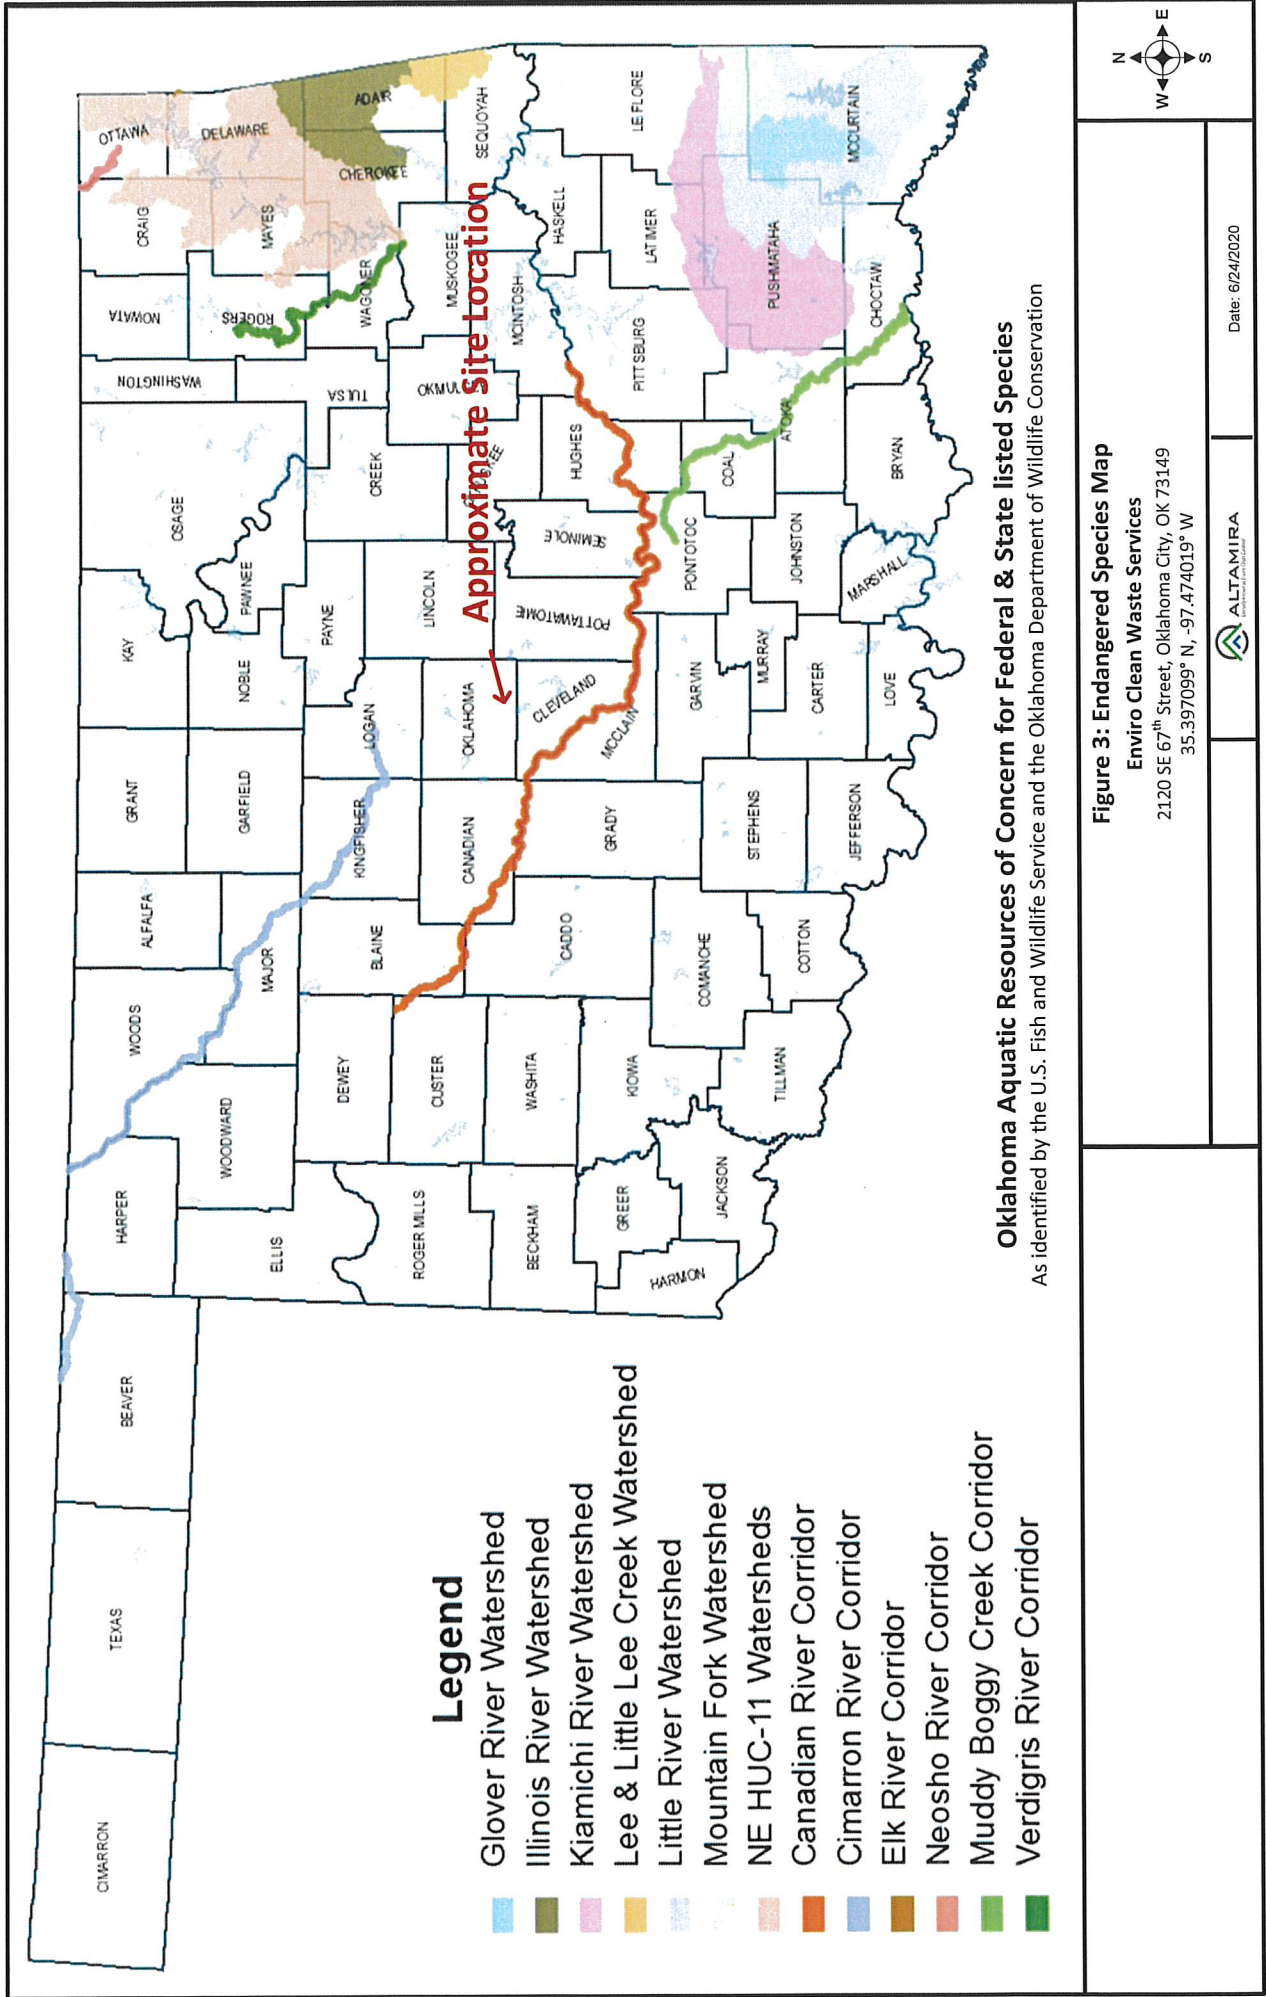 CIMARRON
TEXAS
BEAVER
HARPER
WOODS
ALFALFA
GRANT
KAY
OSAGE
WASHINGTON
NOWATA
CRAIG
OTTAWA
ELLIS
WOODWARD
MAJOR
GARFIELD
NOBLE
PAWNEE
ROGERS
MAYES
DELAWARE
DEWEY
BLAINE
KINGFISHER
LOGAN
PAYNE
CREEK
TULSA
WAGONER
CHEROKEE
ADAIR
ROGER MILLS
CUSTER
CANADIAN
OKLAHOMA
LINCOLN
MUSKOGEE
SEQUOYAH
Approximate Site Location
BECKHAM
WASHITA
CADDO
GRADY
CLEVELAND
MCCLAIN
POTTAWATOMIE
SEMINOLE
HUGHES
MCINTOSH
HASKELL
HARMON
GREER
KIOWA
COMANCHE
GARVIN
PONTOTOC
PITTSBURG
LATIMER
LE FLORE
JACKSON
TILLMAN
COTTON
STEPHENS
MURRAY
JOHNSTON
COAL
ATOKA
PUSHMATAHA
MCCURTAIN
JEFFERSON
CARTER
LOVE
MARSHALL
BRYAN
CHOCTAW
Legend
Glover River Watershed
Illinois River Watershed
Kiamichi River Watershed
Lee & Little Lee Creek Watershed
Little River Watershed
Mountain Fork Watershed
NE HUC-11 Watersheds
Canadian River Corridor
Cimarron River Corridor
Elk River Corridor
Neosho River Corridor
Muddy Boggy Creek Corridor
Verdigris River Corridor
Oklahoma Aquatic Resources of Concern for Federal & State listed Species
As identified by the U.S. Fish and Wildlife Service and the Oklahoma Department of Wildlife Conservation
Figure 3: Endangered Species Map
Enviro Clean Waste Services
2120 SE 67th Street, Oklahoma City, OK 73149
35.397099° N, -97.474019° W
ALTAMIRA
Date: 6/24/2020
N
W
E
S